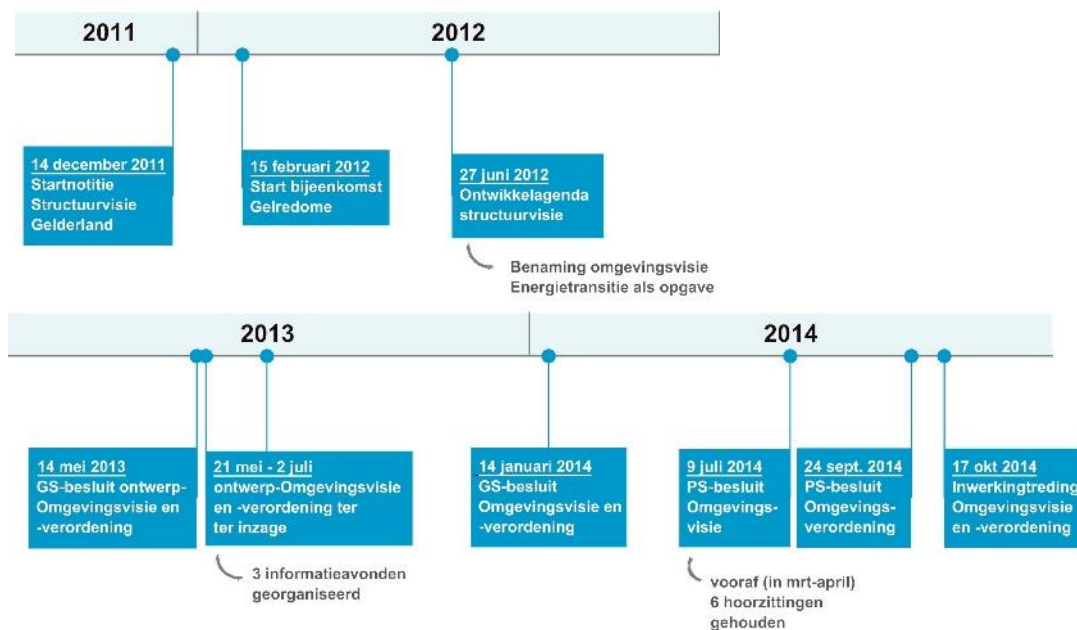 2011
2012
14 december 2011
Startnotitie
Structuurvisie
Gelderland
15 februari 2012
Start bijeenkomst
Gelredome
27 juni 2012
Ontwikkelagenda
structuurvisie
Benaming omgevingsvisie
Energietransitie als opgave
2013
2014
14 mei 2013
GS-besluit ontwerp-
Omgevingsvisie en
-verordening
21 mei - 2 juli
ontwerp-Omgevingsvisie
en -verordening ter
ter inzage
3 informatieavonden
georganiseerd
14 januari 2014
GS-besluit
Omgevingsvisie en
-verordening
9 juli 2014
PS-besluit
Omgevings-
visie
vooraf (in mrt-april)
6 hoorzittingen
gehouden
24 sept. 2014
PS-besluit
Omgevings-
verordening
17 okt 2014
Inwerkingtreding
Omgevingsvisie
en -verordening